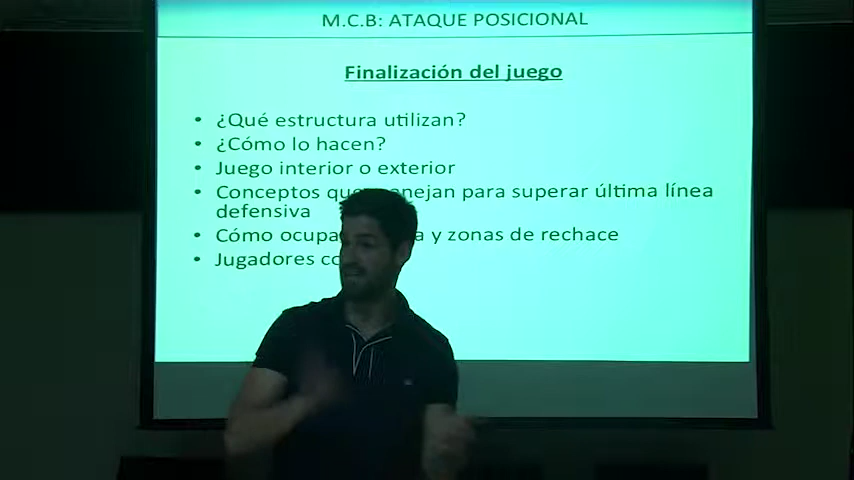 M.C.B: ATAQUE POSICIONAL
Finalización del juego
• ¿Qué estructura utilizan?
• ¿Cómo lo hacen?
• Juego interior o exterior
• Conceptos que manejan para superar última línea
defensiva
• Cómo y zonas de rechace
• Jugadores